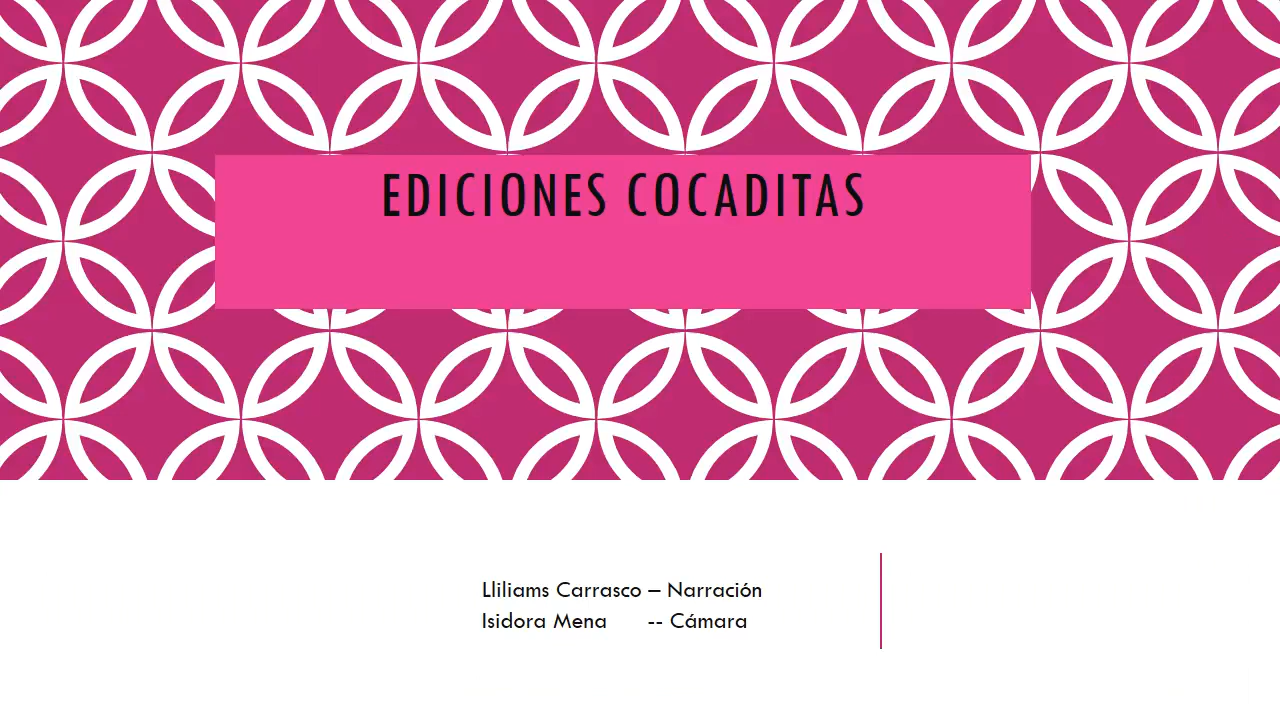 EDICIONES COCADITAS
Lliliams Carrasco – Narración
Isidora Mena -- Cámara